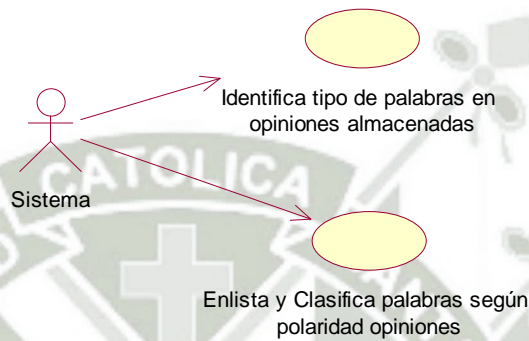 Identifica tipo de palabras en
opiniones almacenadas
Sistema
CATOLICA
Enlista y Clasifica palabras según
polaridad opiniones